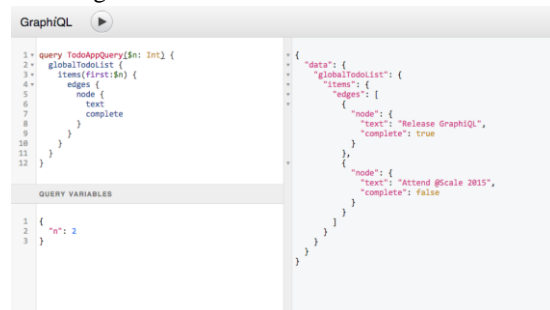 GraphiQL
1 query TodoAppQuery($n: Int) {
2 globalTodoList {
3 items(first:$n) {
4 edges {
5 node {
6 text
7 complete
8 }
9 }
10 }
11 }
12 }
QUERY VARIABLES
1 {
2 "n": 2
3 }
{
"data": {
"globalTodoList": {
"items": {
"edges": [
{
"node": {
"text": "Release GraphiQL",
"complete": true
}
},
{
"node": {
"text": "Attend @Scale 2015",
"complete": false
}
}
]
}
}
}
}